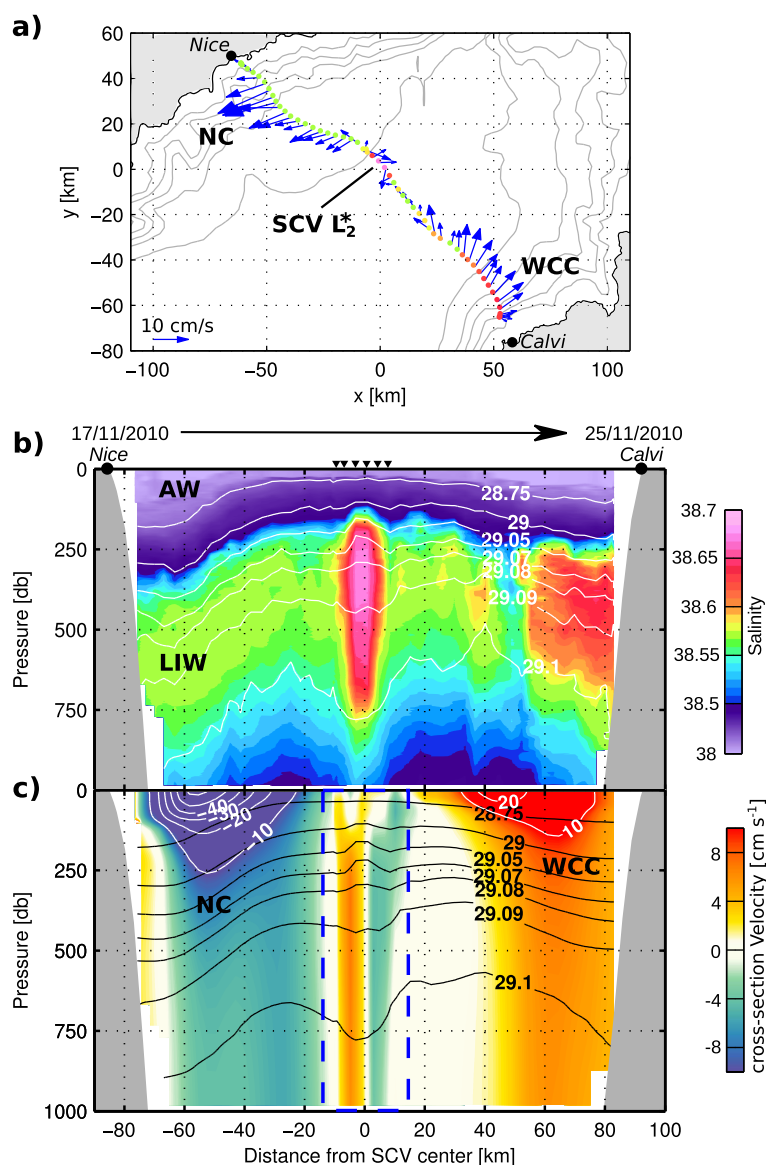 a)
60
40
20
0
−20
−40
−60
−80
y [km]
Nice
NC
SCV L*2
WCC
10 cm/s
Calvi
−100
−50
0
50
100
x [km]
b)
17/11/2010
25/11/2010
Nice
Calvi
0
250
500
750
Pressure [db]
AW
LIW
28.75
29
29.05
29.07
29.08
29.09
29.1
38.7
38.65
38.6
38.55
38.5
38
Salinity
c)
0
250
500
750
1000
Pressure [db]
−40
−30
−20
−10
−20
−10
NC
WCC
28.75
29
29.05
29.07
29.08
29.09
29.1
8
4
0
-4
-8
cross-section Velocity [cm s⁻¹]
−80
−60
−40
−20
0
20
40
60
80
100
Distance from SCV center [km]